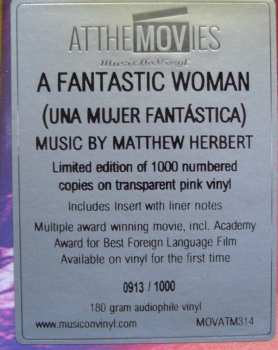 ATTHEMOVIES
MusicOnVinyl
A FANTASTIC WOMAN
(UNA MUJER FANTÁSTICA)
MUSIC BY MATTHEW HERBERT
Limited edition of 1000 numbered
copies on transparent pink vinyl
Includes Insert with liner notes
Multiple award winning movie, incl. Academy
Award for Best Foreign Language Film
Available on vinyl for the first time
0913 / 1000
180 gram audiophile vinyl
www.musiconvinyl.com MOVATM314